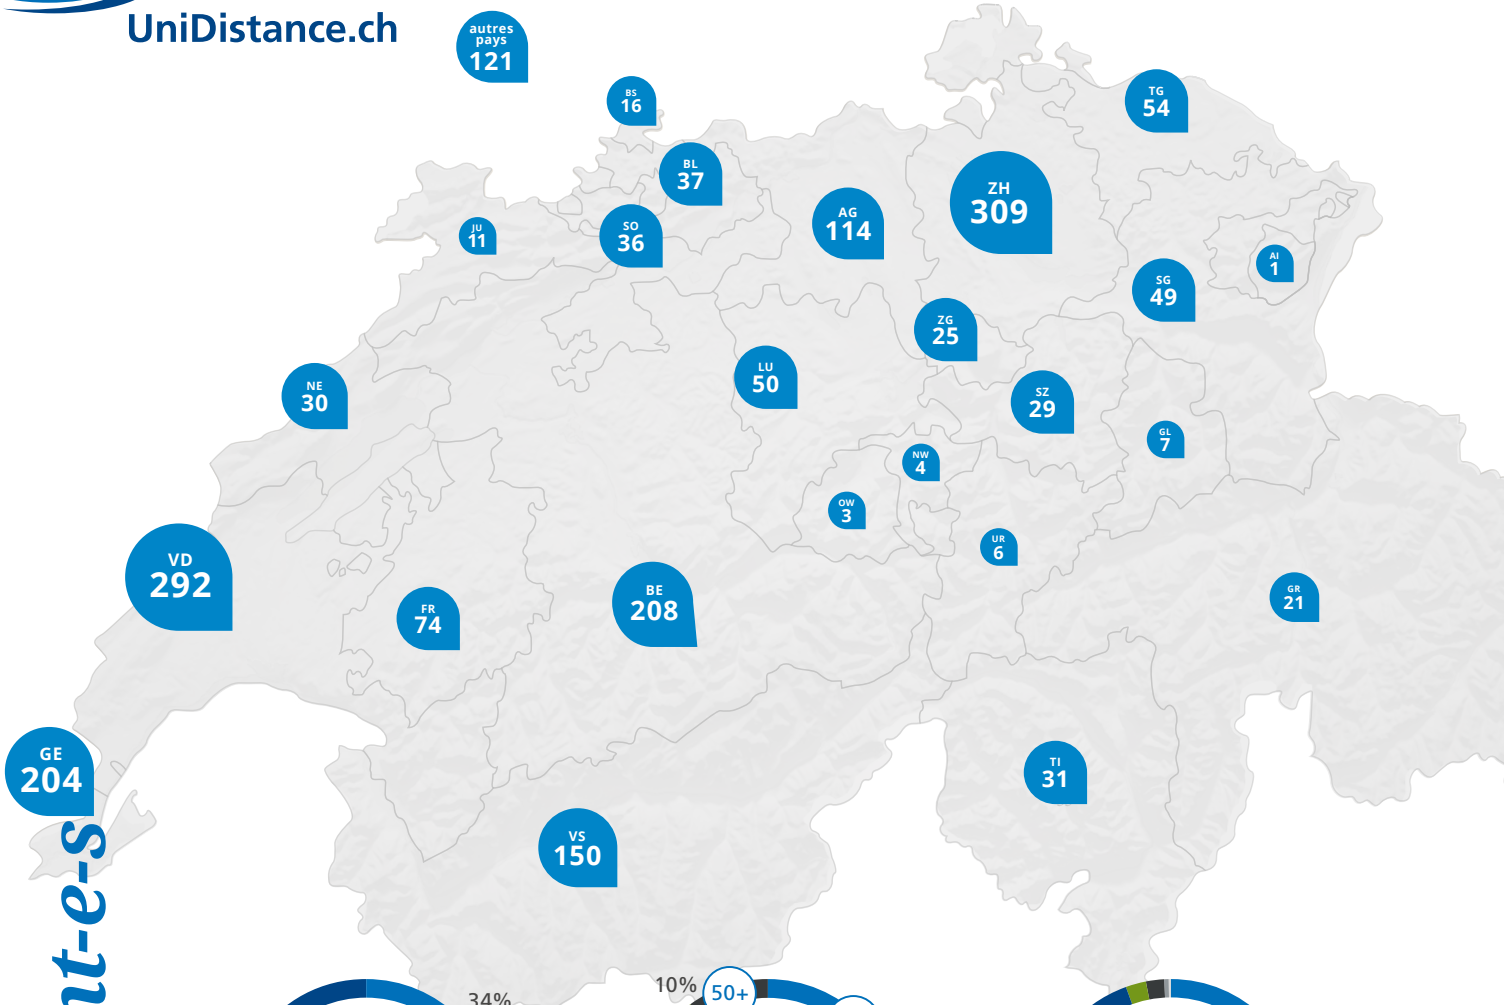 UniDistance.ch
autres
pays
121
BS
16
TG
54
BL
37
ZH
309
AG
114
SO
36
JU
11
AI
1
SG
49
ZG
25
LU
50
NE
30
SZ
29
GL
7
NW
4
OW
3
UR
6
VD
292
BE
208
FR
74
GR
21
GE
204
TI
31
VS
150
nt-e-s
10%
50+
34%